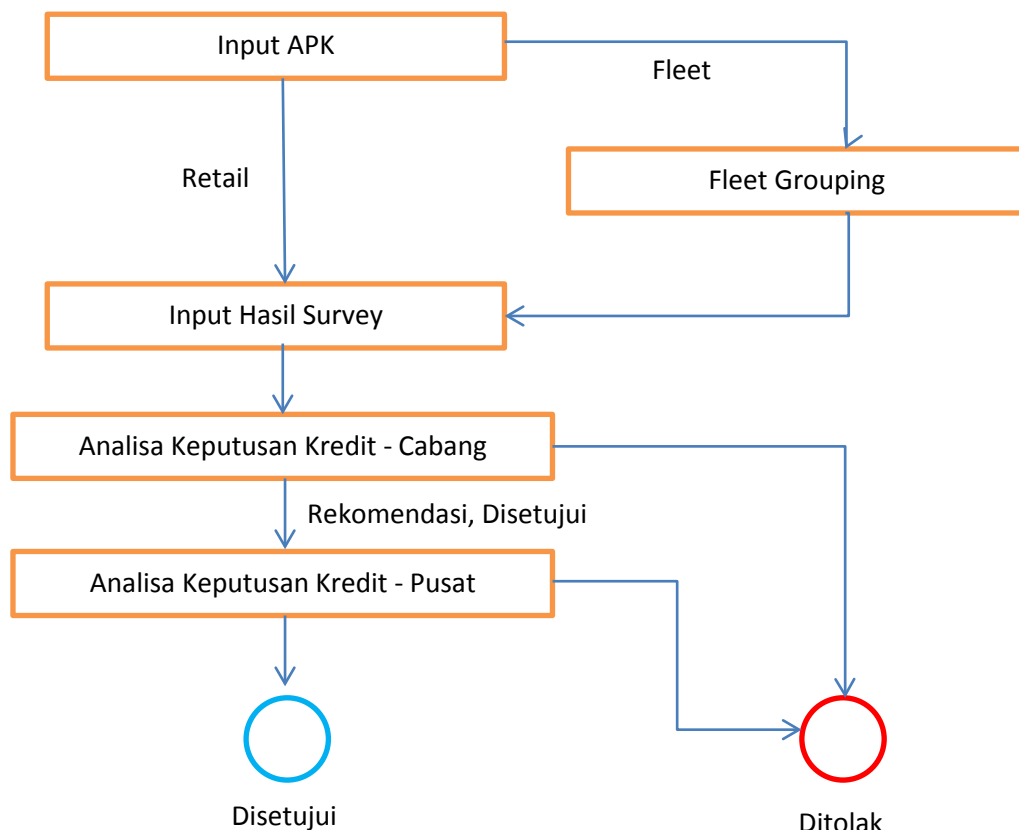 Input APK
Fleet
Retail
Fleet Grouping
Input Hasil Survey
Analisa Keputusan Kredit - Cabang
Rekomendasi, Disetujui
Analisa Keputusan Kredit - Pusat
Disetujui
Ditolak